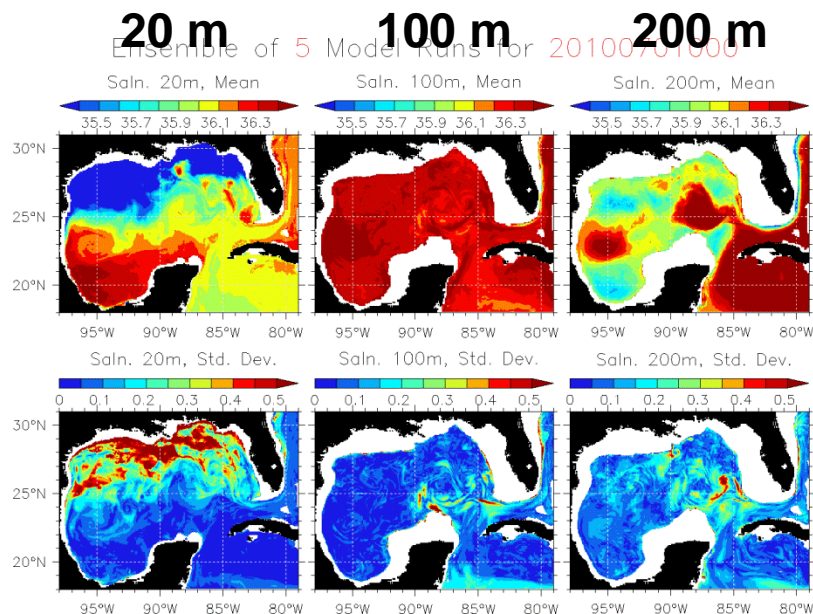 20 m 100 m 200 m
Ensemble of 5 Model Runs for 20100701000
Saln. 20m, Mean Saln. 100m, Mean Saln. 200m, Mean
35.5 35.7 35.9 36.1 36.3 35.5 35.7 35.9 36.1 36.3 35.5 35.7 35.9 36.1 36.3
30°N
25°N
20°N
95°W 90°W 85°W 80°W 95°W 90°W 85°W 80°W 95°W 90°W 85°W 80°W
Saln. 20m, Std. Dev. Saln. 100m, Std. Dev. Saln. 200m, Std. Dev.
0 0.1 0.2 0.3 0.4 0.5 0 0.1 0.2 0.3 0.4 0.5 0 0.1 0.2 0.3 0.4 0.5
30°N
25°N
20°N
95°W 90°W 85°W 80°W 95°W 90°W 85°W 80°W 95°W 90°W 85°W 80°W